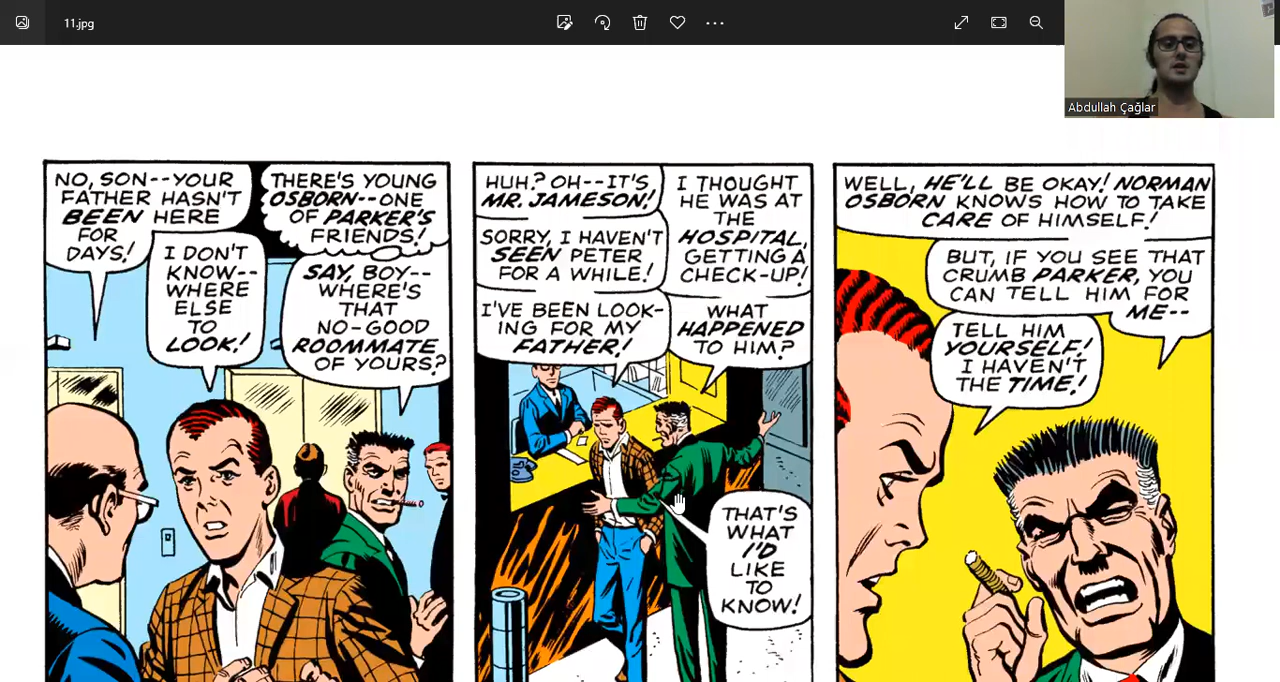 11.jpg
Abdullah Çağlar
NO, SON--YOUR
FATHER HASN'T
BEEN HERE
FOR
DAYS!
I DON'T
KNOW--
WHERE
ELSE
TO
LOOK!
THERE'S YOUNG
OSBORN--ONE
OF PARKER'S
FRIENDS!
SAY, BOY--
WHERE'S
THAT
NO-GOOD
ROOMMATE
OF YOURS?
HUH? OH--IT'S
MR. JAMESON!
SORRY, I HAVEN'T
SEEN PETER
FOR A WHILE!
I'VE BEEN LOOK-
ING FOR MY
FATHER!
I THOUGHT
HE WAS AT
THE
HOSPITAL,
GETTING A
CHECK-UP!
WHAT
HAPPENED
TO HIM?
THAT'S
WHAT
I'D
LIKE
TO
KNOW!
WELL, HE'LL BE OKAY! NORMAN
OSBORN KNOWS HOW TO TAKE
CARE OF HIMSELF!
BUT, IF YOU SEE THAT
CRUMB PARKER, YOU
CAN TELL HIM FOR
ME--
TELL HIM
YOURSELF!
I HAVEN'T
THE TIME!